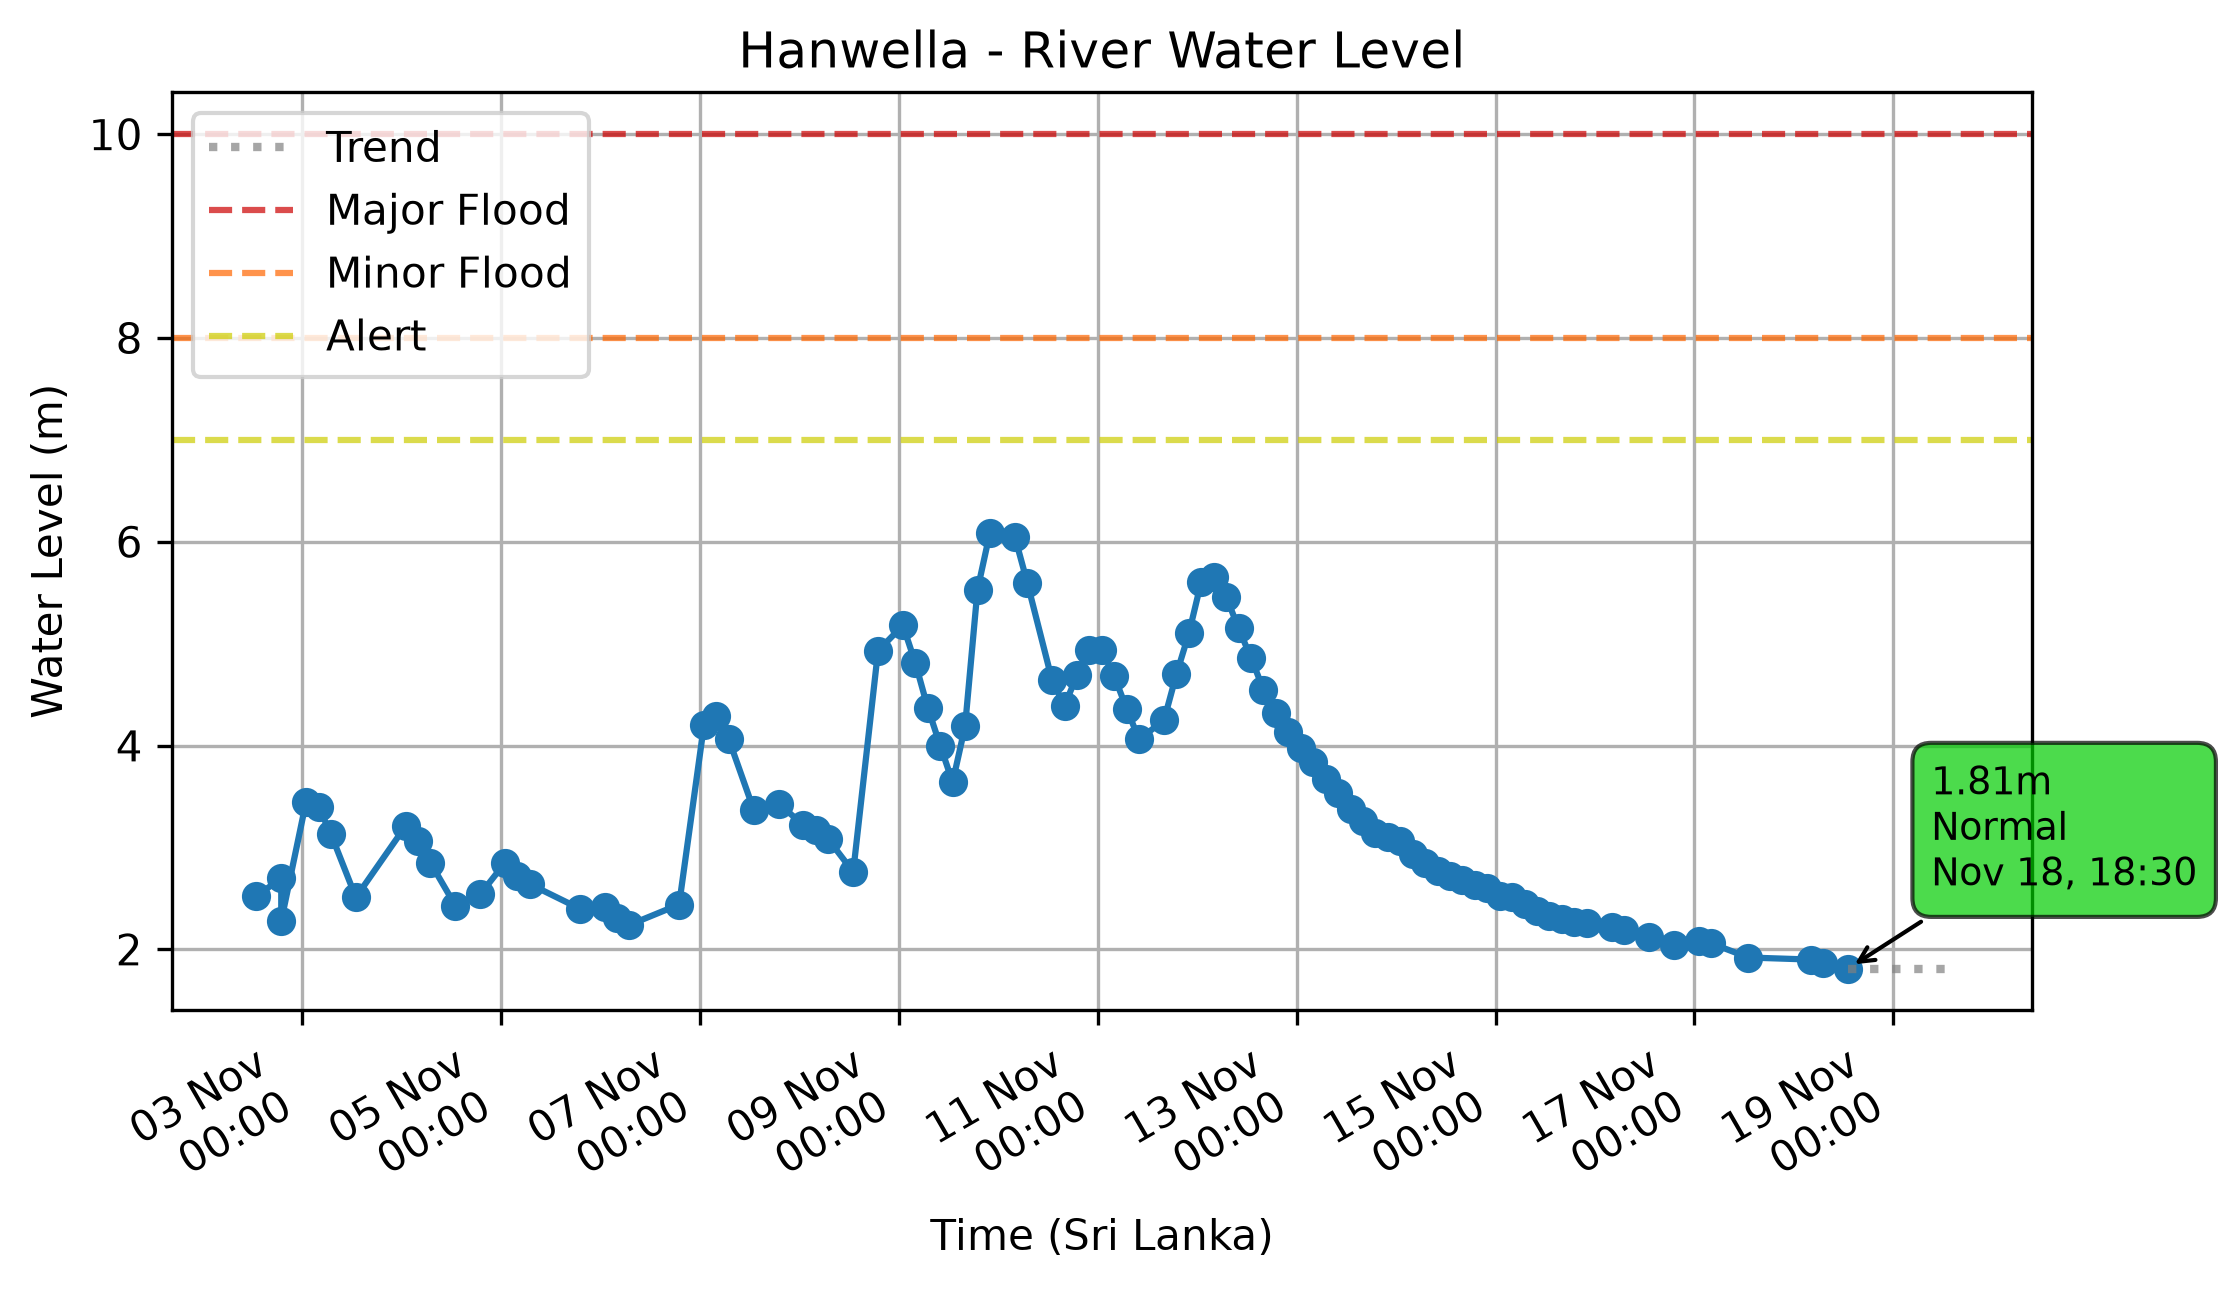 Hanwella - River Water Level
Water Level (m)
10
8
6
4
2
Trend
Major Flood
Minor Flood
Alert
1.81m
Normal
Nov 18, 18:30
03 Nov
00:00
05 Nov
00:00
07 Nov
00:00
09 Nov
00:00
11 Nov
00:00
13 Nov
00:00
15 Nov
00:00
17 Nov
00:00
19 Nov
00:00
Time (Sri Lanka)